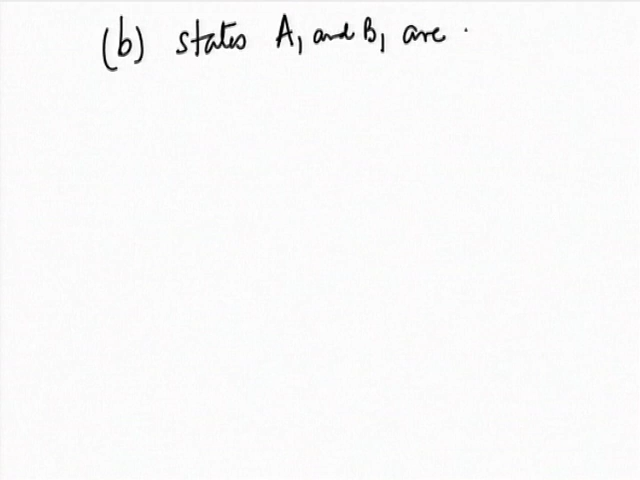 (b) states A₁ and B₁ are